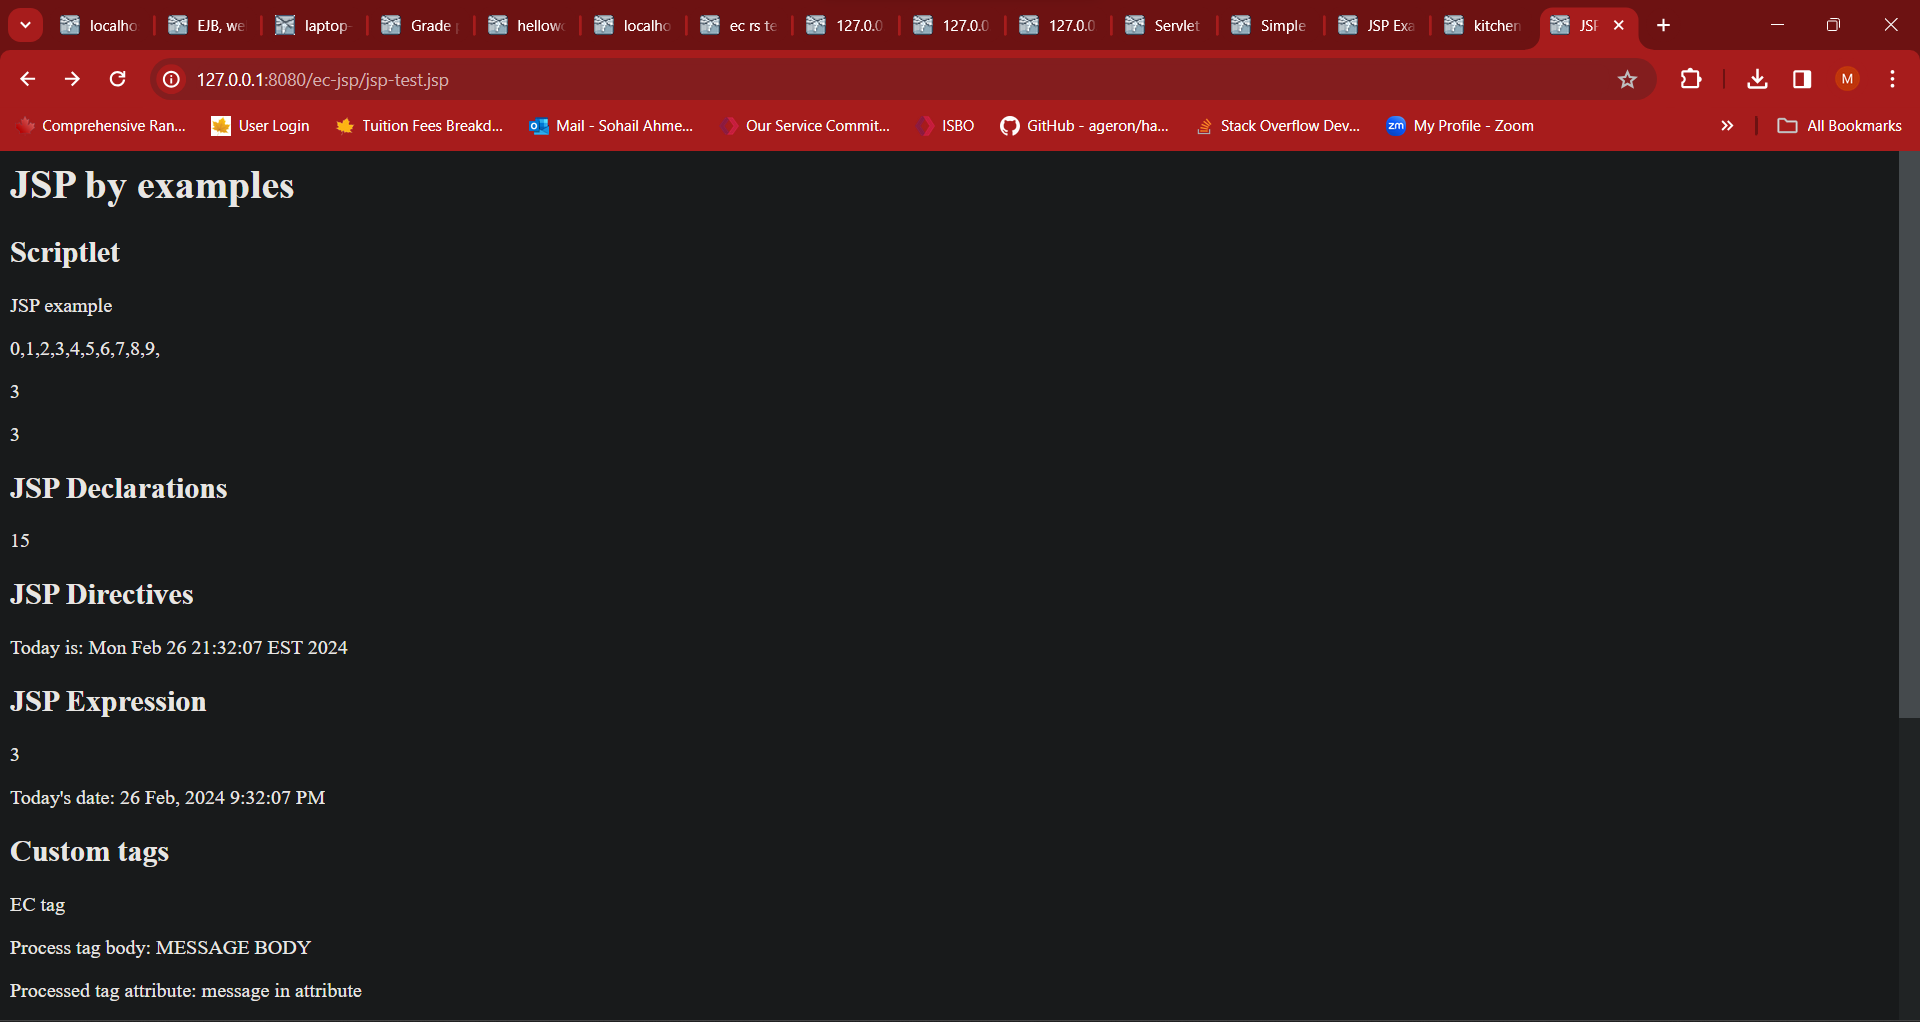 localho
EJB, we
laptop-
Grade
hellow
localho
ec rs te
127.0.0
127.0.0
127.0.0
Servlet
Simple
JSP Exa
kitchen
JSP
127.0.0.1:8080/ec-jsp/jsp-test.jsp
M
Comprehensive Ran...
User Login
Tuition Fees Breakd...
Mail - Sohail Ahme...
Our Service Commit...
ISBO
GitHub - ageron/ha...
Stack Overflow Dev...
zm
My Profile - Zoom
All Bookmarks
JSP by examples
Scriptlet
JSP example
0,1,2,3,4,5,6,7,8,9,
3
3
JSP Declarations
15
JSP Directives
Today is: Mon Feb 26 21:32:07 EST 2024
JSP Expression
3
Today's date: 26 Feb, 2024 9:32:07 PM
Custom tags
EC tag
Process tag body: MESSAGE BODY
Processed tag attribute: message in attribute